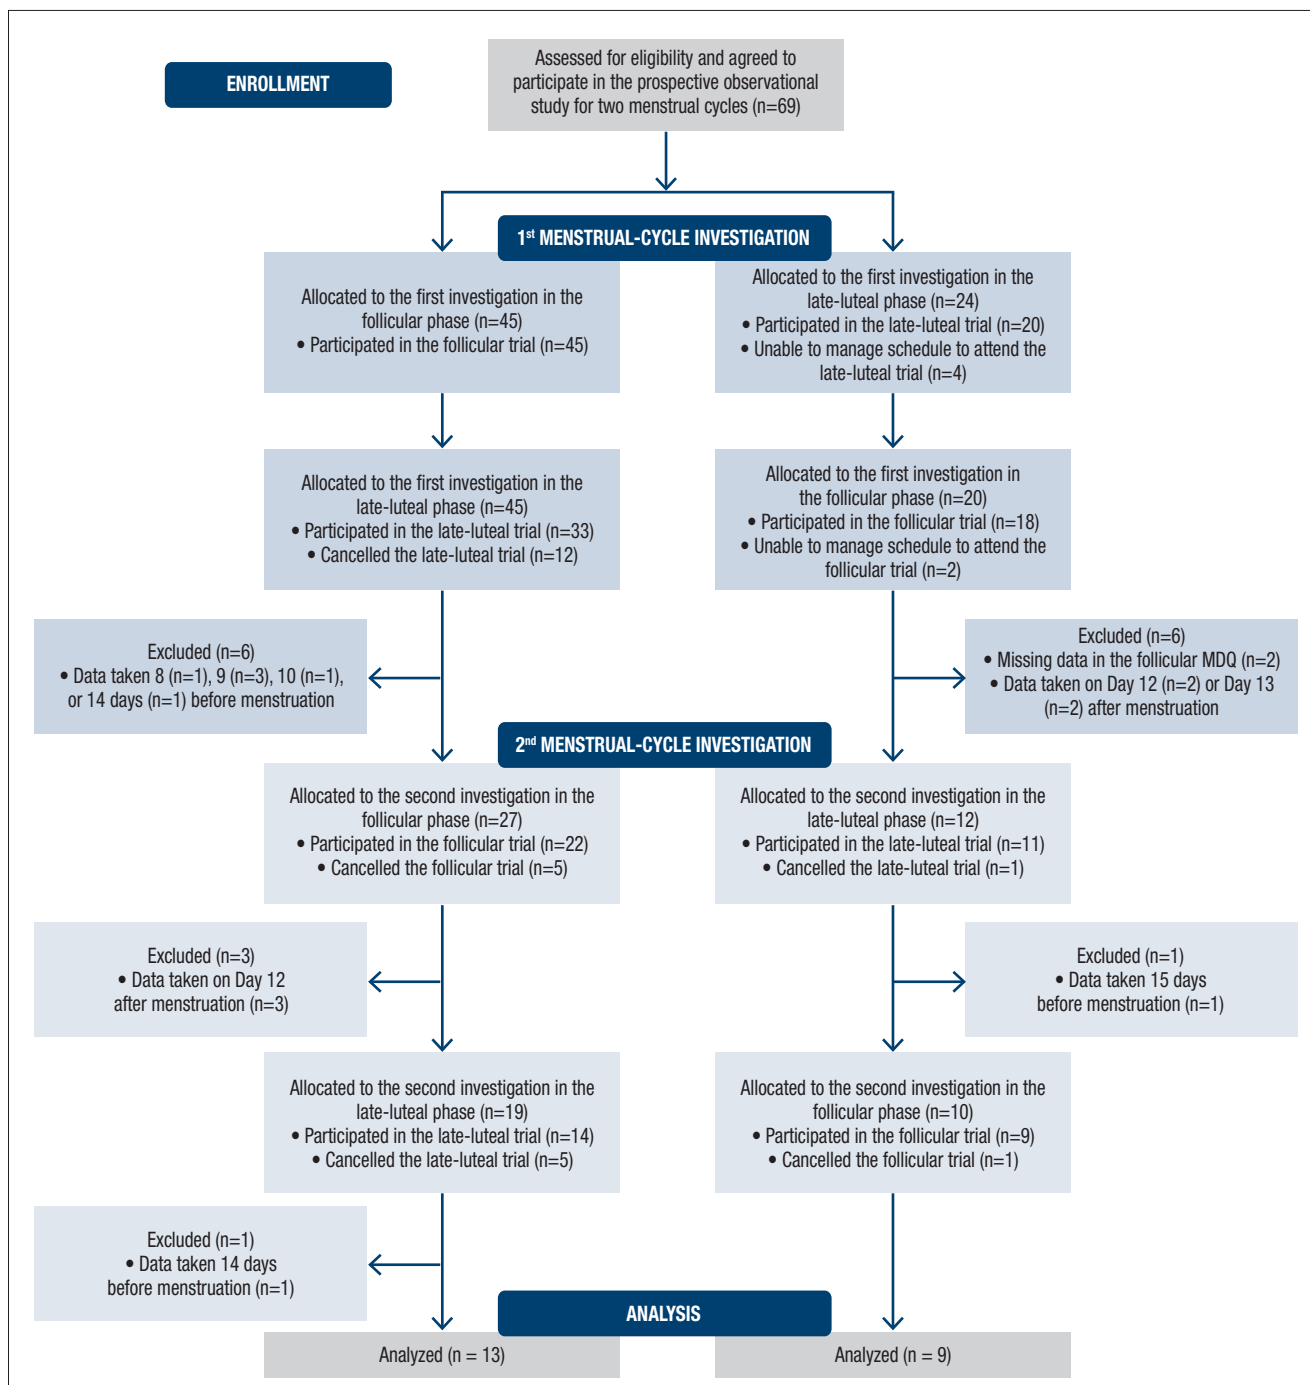 ENROLLMENT
Assessed for eligibility and agreed to
participate in the prospective observational
study for two menstrual cycles (n=69)
1st MENSTRUAL-CYCLE INVESTIGATION
Allocated to the first investigation in the
follicular phase (n=45)
• Participated in the follicular trial (n=45)
Allocated to the first investigation in the
late-luteal phase (n=24)
• Participated in the late-luteal trial (n=20)
• Unable to manage schedule to attend the
late-luteal trial (n=4)
Allocated to the first investigation in the
late-luteal phase (n=45)
• Participated in the late-luteal trial (n=33)
• Cancelled the late-luteal trial (n=12)
Allocated to the first investigation in
the follicular phase (n=20)
• Participated in the follicular trial (n=18)
• Unable to manage schedule to attend the
follicular trial (n=2)
Excluded (n=6)
• Data taken 8 (n=1), 9 (n=3), 10 (n=1),
or 14 days (n=1) before menstruation
Excluded (n=6)
• Missing data in the follicular MDQ (n=2)
• Data taken on Day 12 (n=2) or Day 13
(n=2) after menstruation
2nd MENSTRUAL-CYCLE INVESTIGATION
Allocated to the second investigation in the
follicular phase (n=27)
• Participated in the follicular trial (n=22)
• Cancelled the follicular trial (n=5)
Allocated to the second investigation in the
late-luteal phase (n=12)
• Participated in the late-luteal trial (n=11)
• Cancelled the late-luteal trial (n=1)
Excluded (n=3)
• Data taken on Day 12
after menstruation (n=3)
Excluded (n=1)
• Data taken 15 days
before menstruation (n=1)
Allocated to the second investigation in the
late-luteal phase (n=19)
• Participated in the late-luteal trial (n=14)
• Cancelled the late-luteal trial (n=5)
Allocated to the second investigation in the
follicular phase (n=10)
• Participated in the follicular trial (n=9)
• Cancelled the follicular trial (n=1)
Excluded (n=1)
• Data taken 14 days
before menstruation (n=1)
ANALYSIS
Analyzed (n = 13)
Analyzed (n = 9)